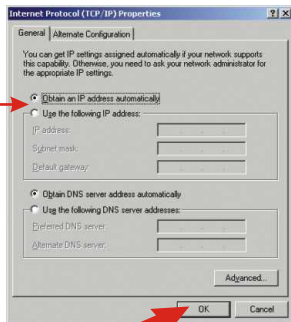 Internet Protocol (TCP/IP) Properties
General
Alternate Configuration
You can get IP settings assigned automatically if your network supports
this capability. Otherwise, you need to ask your network administrator for
the appropriate IP settings.
Obtain an IP address automatically
Use the following IP address:
IP address:
Subnet mask:
Default gateway:
Obtain DNS server address automatically
Use the following DNS server addresses:
Preferred DNS server:
Alternate DNS server:
Advanced...
OK
Cancel